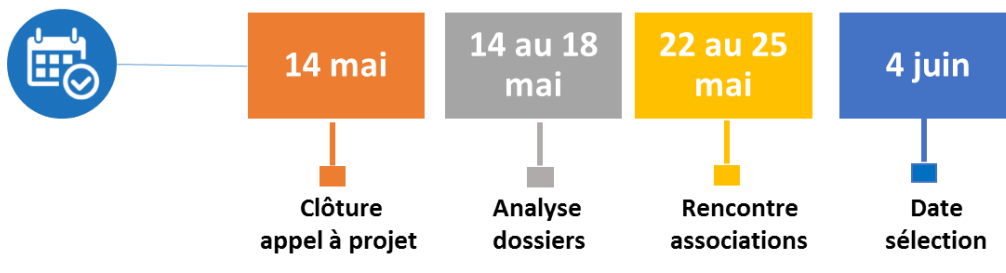 14 mai
14 au 18
mai
22 au 25
mai
4 juin
Clôture
appel à projet
Analyse
dossiers
Rencontre
associations
Date
sélection